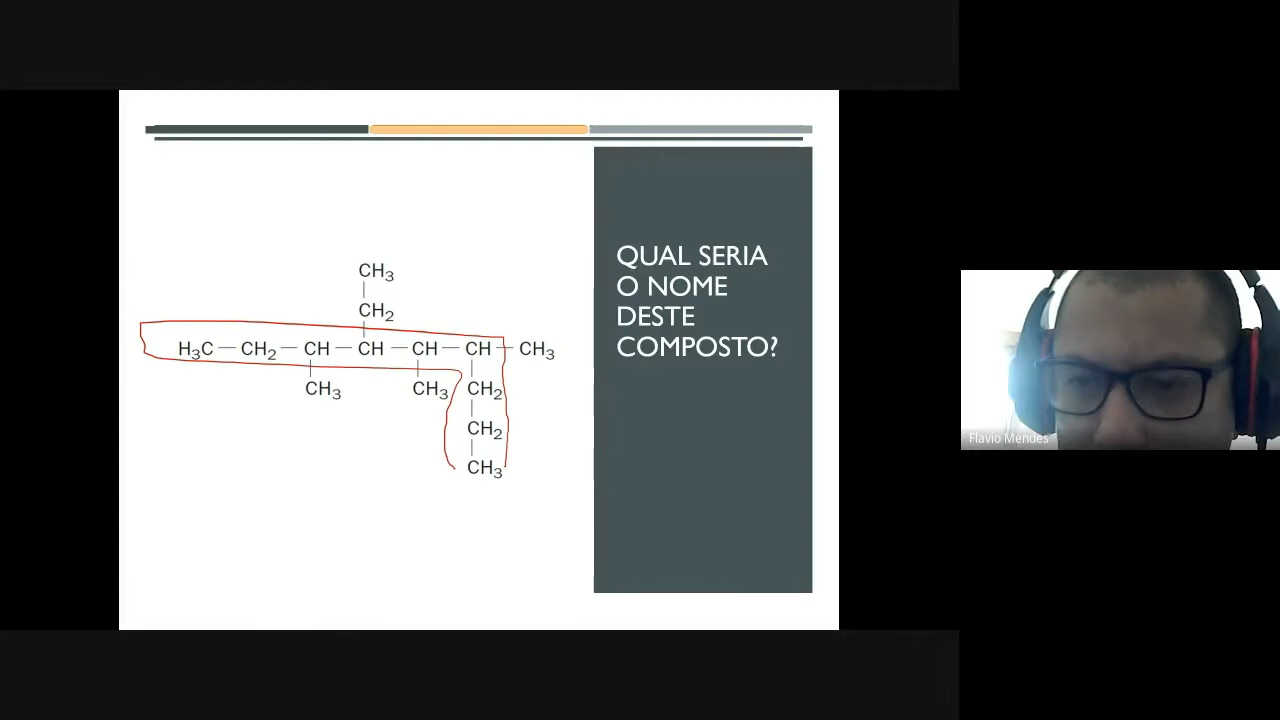 CH3
CH2
H3C — CH2 — CH — CH — CH — CH — CH3
CH3 CH3 CH2
CH2
CH3
QUAL SERIA
O NOME
DESTE
COMPOSTO?
Flavio Mendes